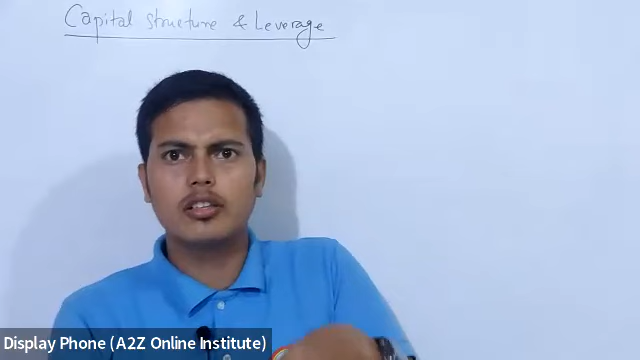 Capital structure & Leverage
Display Phone (A2Z Online Institute)